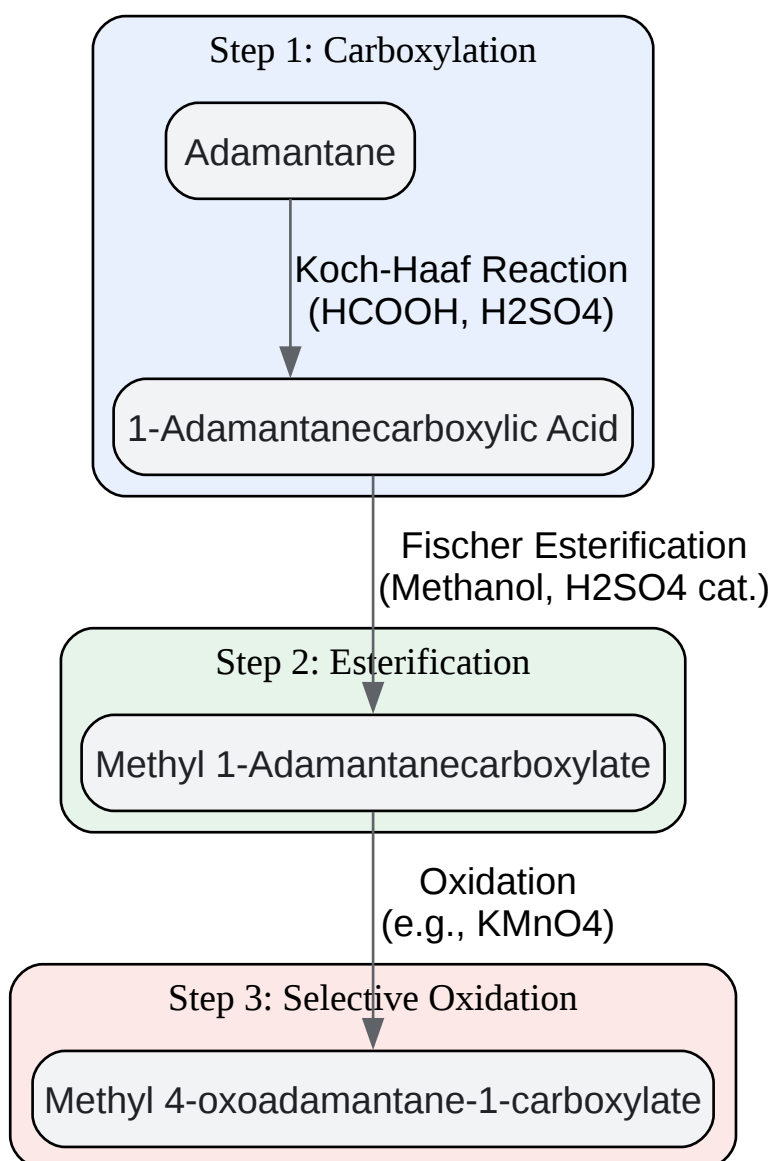 Step 1: Carboxylation
Adamantane
Koch-Haaf Reaction
(HCOOH, H2SO4)
1-Adamantanecarboxylic Acid
Fischer Esterification
(Methanol, H2SO4 cat.)
Step 2: Esterification
Methyl 1-Adamantanecarboxylate
Oxidation
(e.g., KMnO4)
Step 3: Selective Oxidation
Methyl 4-oxoadamantane-1-carboxylate